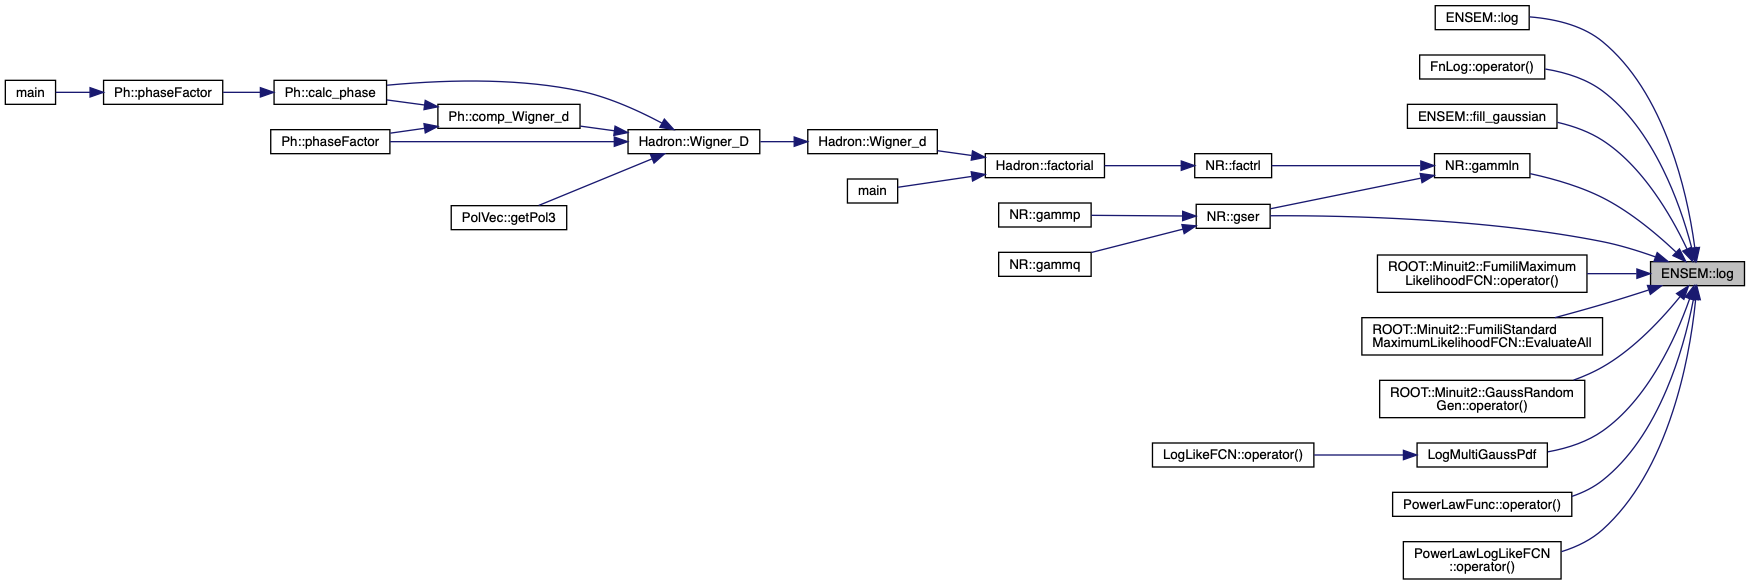 ENSEM::log
FnLog::operator()
main
Ph::phaseFactor
Ph::calc_phase
Ph::comp_Wigner_d
ENSEM::fill_gaussian
Ph::phaseFactor
Hadron::Wigner_D
Hadron::Wigner_d
Hadron::factorial
NR::factrl
NR::gammln
main
PolVec::getPol3
NR::gammp
NR::gser
NR::gammq
ROOT::Minuit2::FumiliMaximum
LikelihoodFCN::operator()
ENSEM::log
ROOT::Minuit2::FumiliStandard
MaximumLikelihoodFCN::EvaluateAll
ROOT::Minuit2::GaussRandom
Gen::operator()
LogLikeFCN::operator()
LogMultiGaussPdf
PowerLawFunc::operator()
PowerLawLogLikeFCN
::operator()